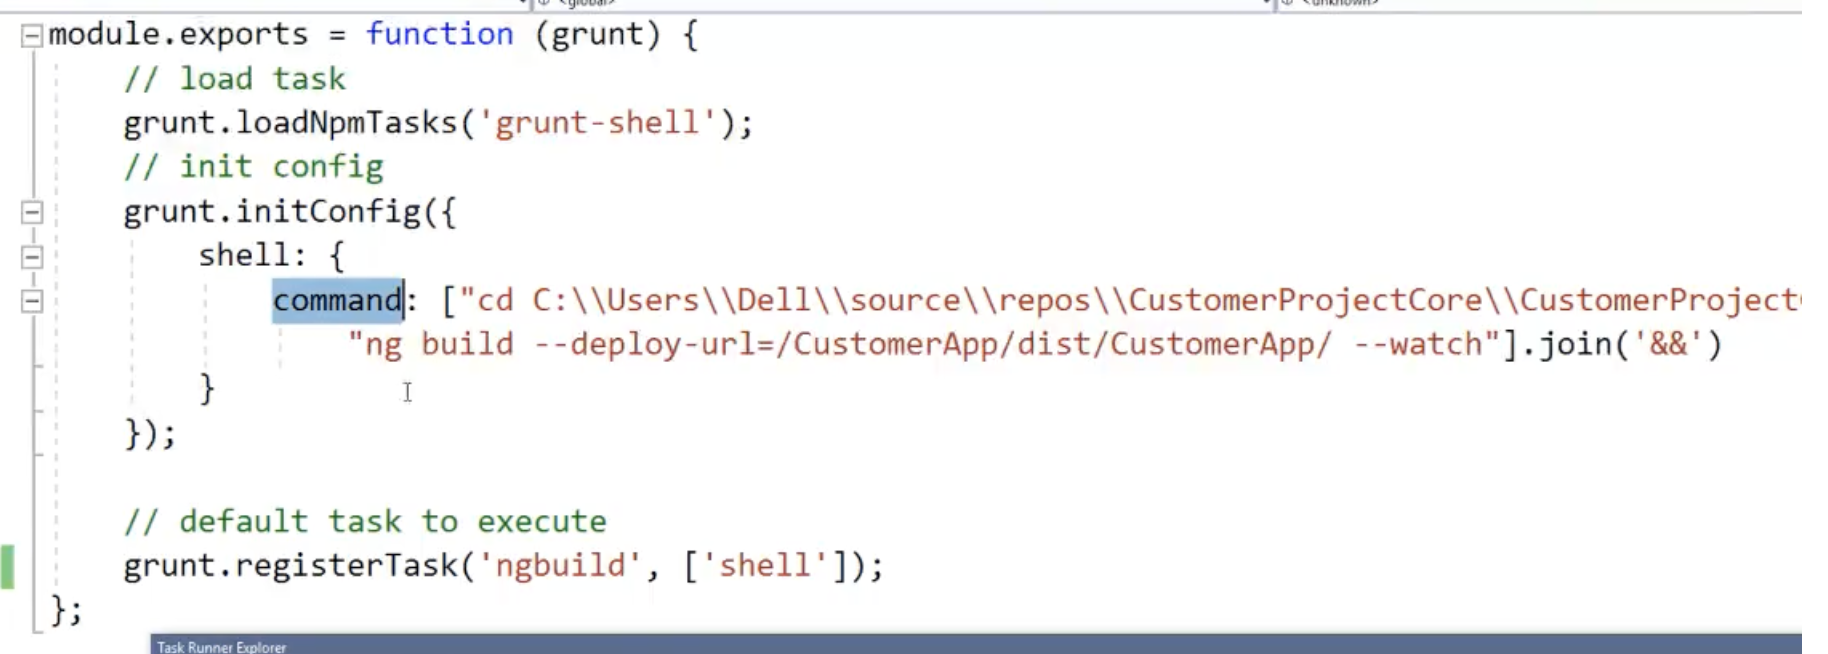 <global>
<unknown>
module.exports = function (grunt) {
// load task
grunt.loadNpmTasks('grunt-shell');
// init config
grunt.initConfig({
shell: {
command: ["cd C:\\Users\\Dell\\source\\repos\\CustomerProjectCore\\CustomerProject
"ng build --deploy-url=/CustomerApp/dist/CustomerApp/ --watch"].join('&&')
}
});
// default task to execute
grunt.registerTask('ngbuild', ['shell']);
};
Task Runner Explorer